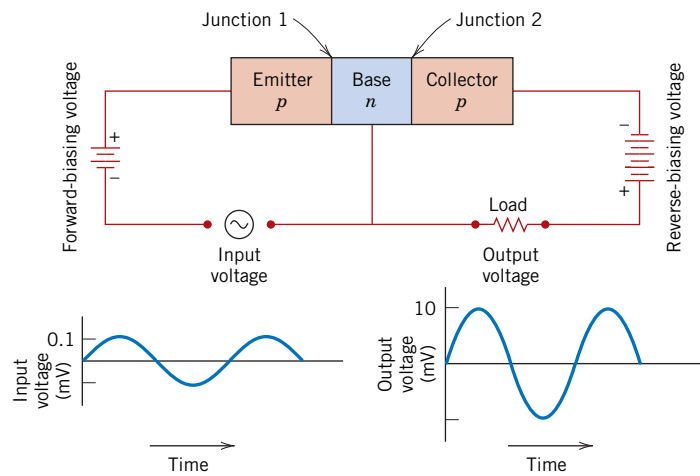 Junction 1
Junction 2
Emitter
p
Base
n
Collector
p
Forward-biasing voltage
+
−
Reverse-biasing voltage
−
+
Load
Input
voltage
Output
voltage
Input
voltage
(mV)
0.1
Time
Output
voltage
(mV)
10
Time